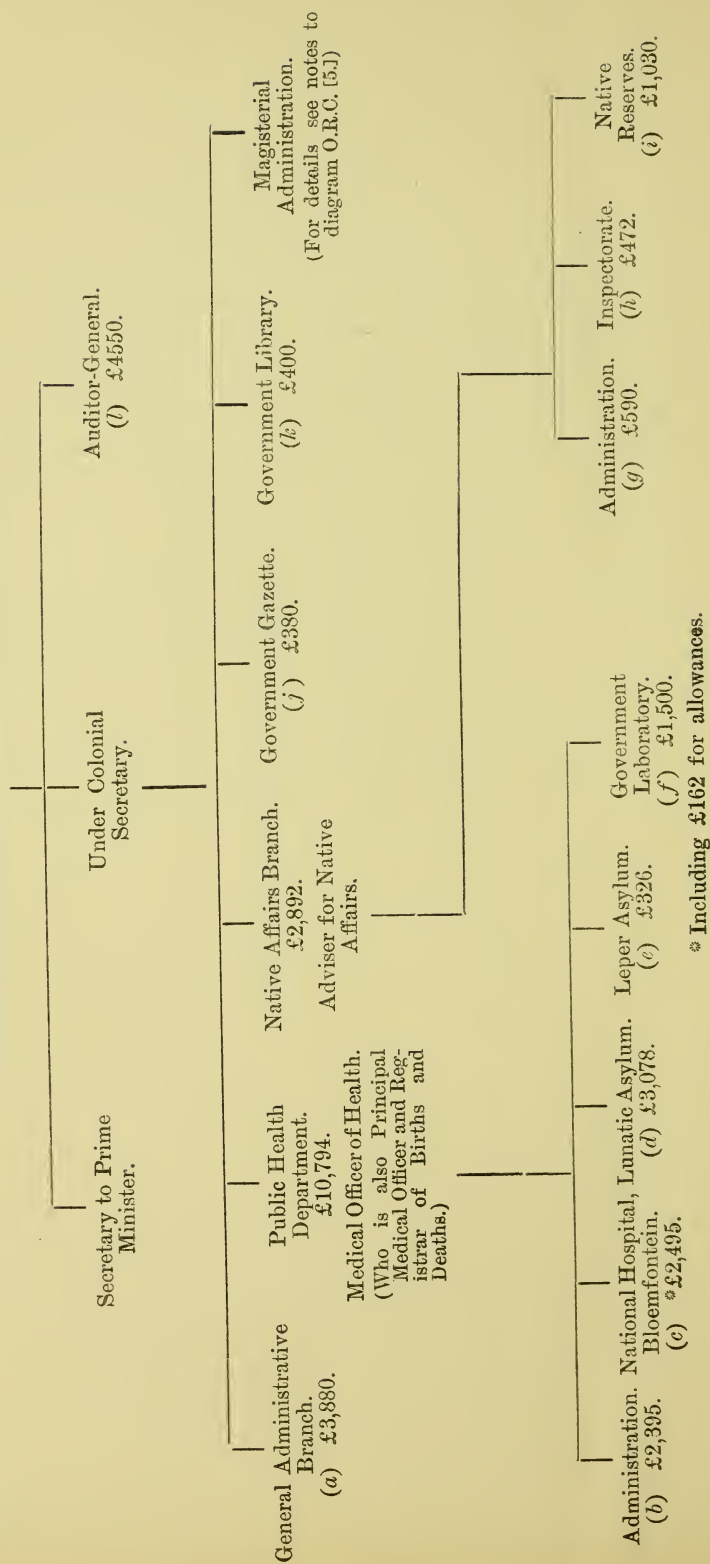 Secretary to Prime
Minister.
Under Colonial
Secretary.
Auditor-General.
(l) £4550.
General Administrative
Branch.
(a) £3,880.
Public Health
Department.
£10,794.
Medical Officer of Health.
(Who is also Principal
Medical Officer and Reg-
istrar of Births and
Deaths.)
Native Affairs Branch.
£2,892.
Adviser for Native
Affairs.
Government Gazette.
(j) £380.
Government Library.
(k) £400.
Magisterial
Administration.
(For details see notes to
diagram O.R.C. [5.])
Administration.
(b) £2,395.
National Hospital,
Bloemfontein.
(c) *£2,495.
Lunatic Asylum.
(d) £3,078.
Leper Asylum.
(e) £326.
Government
Laboratory.
(f) £1,500.
Administration.
(g) £590.
Inspectorate.
(h) £472.
Native
Reserves.
(i) £1,030.
* Including £162 for allowances.